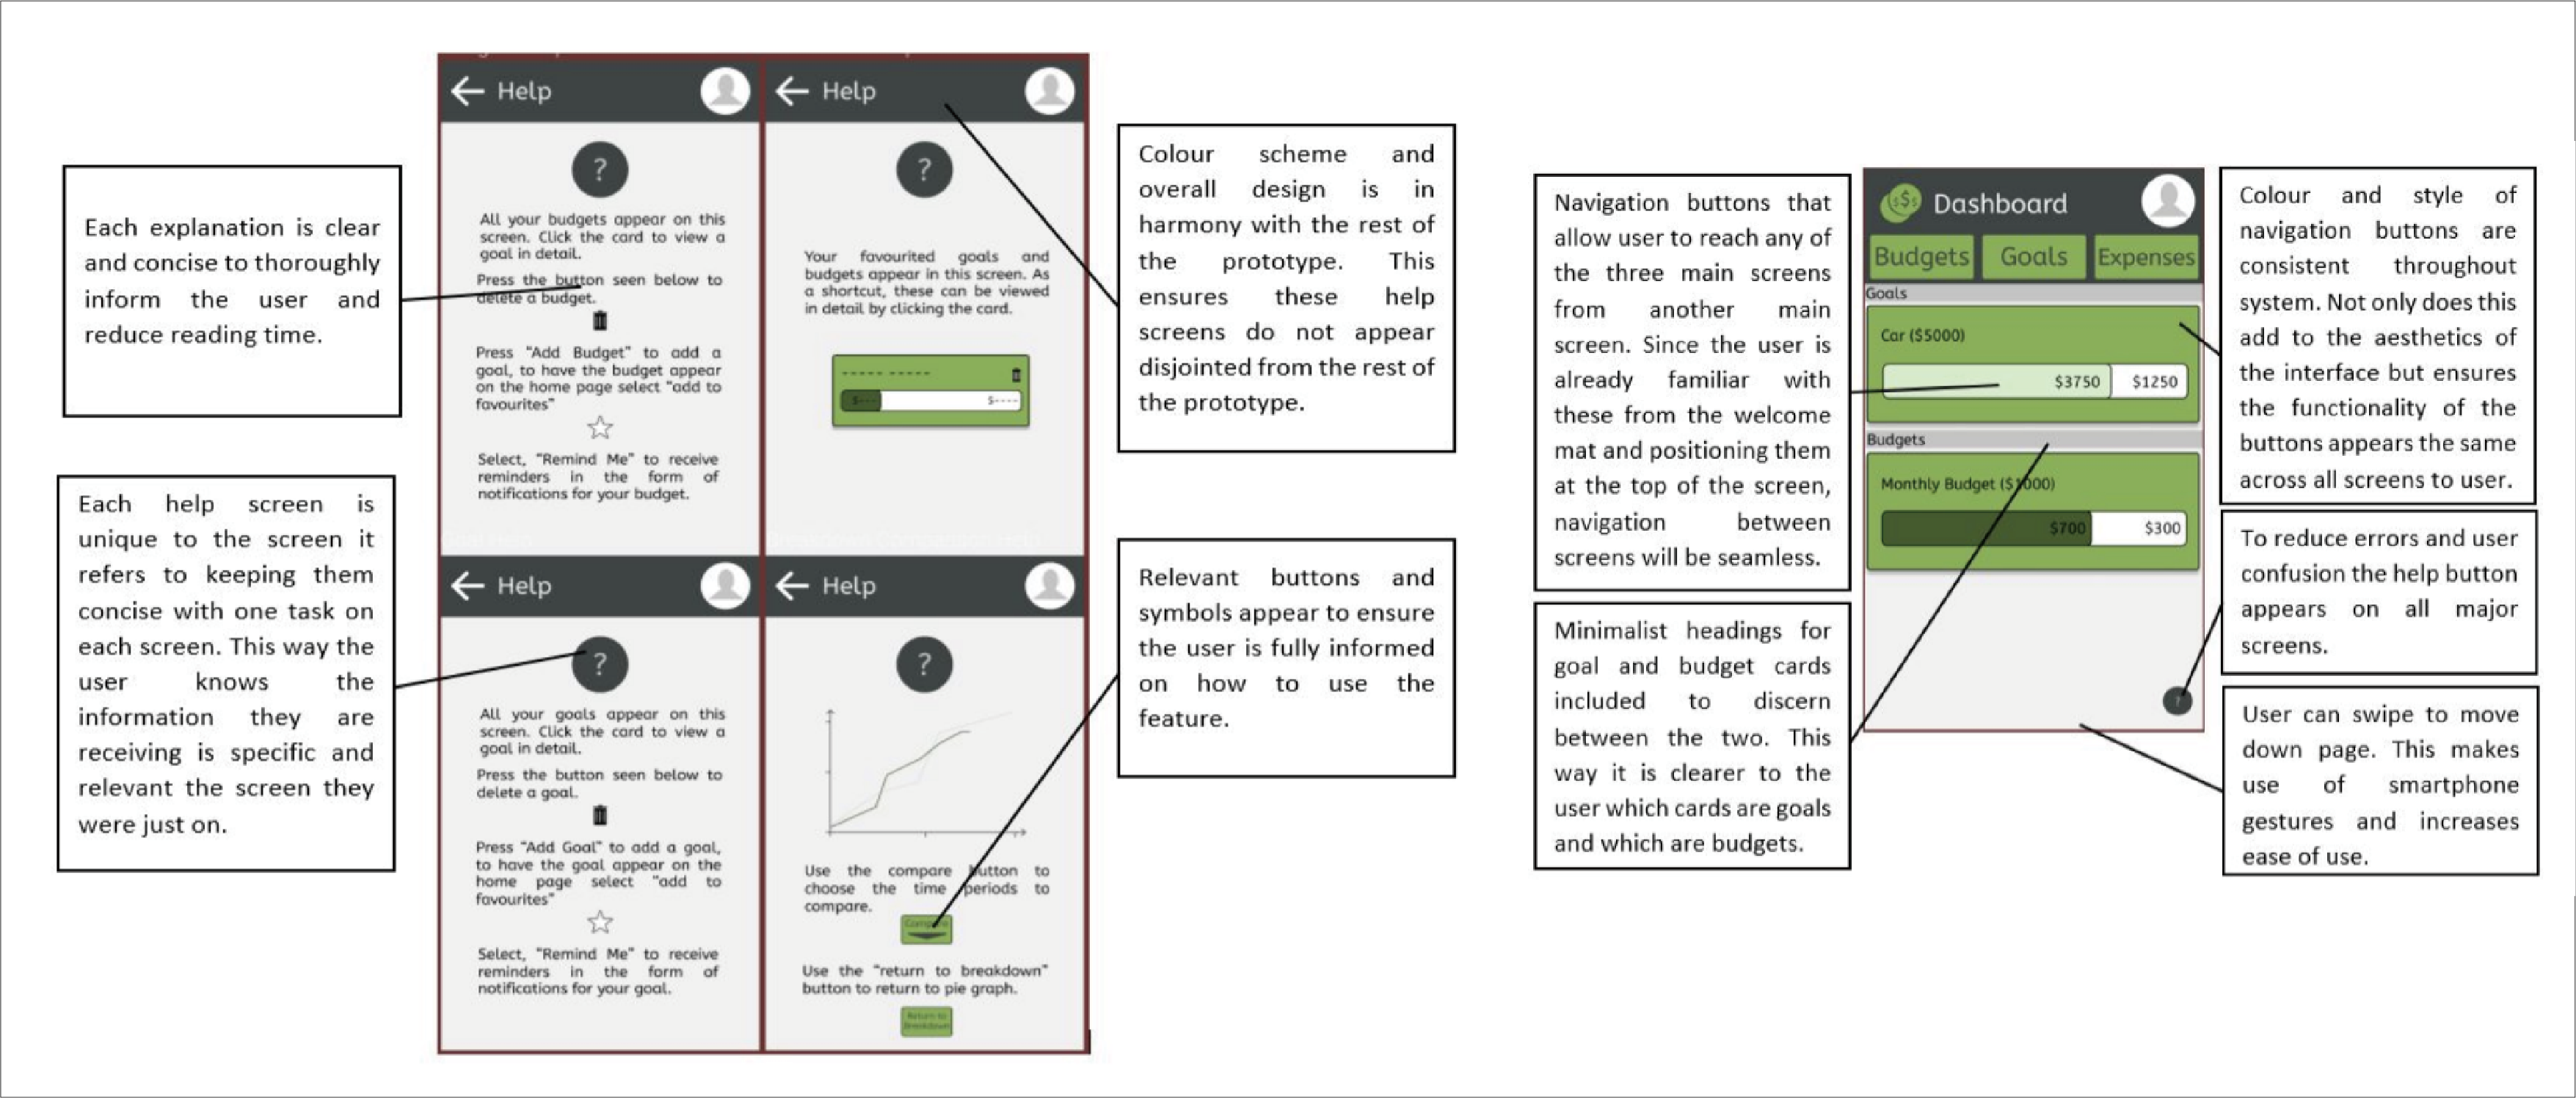 Each explanation is clear
and concise to thoroughly
inform the user and
reduce reading time.
Each help screen is
unique to the screen it
refers to keeping them
concise with one task on
each screen. This way the
user knows the
information they are
receiving is specific and
relevant the screen they
were just on.
Help
?
All your budgets appear on this
screen. Click the card to view a
goal in detail.
Press the button seen below to
delete a budget.
Press "Add Budget" to add a
goal, to have the budget appear
on the home page select "add to
favourites"
Select, "Remind Me" to receive
reminders in the form of
notifications for your budget.
Help
?
Your favourited goals and
budgets appear in this screen. As
a shortcut, these can be viewed
in detail by clicking the card.
----- -----
$---
$----
Help
?
All your goals appear on this
screen. Click the card to view a
goal in detail.
Press the button seen below to
delete a goal.
Press "Add Goal" to add a goal,
to have the goal appear on the
home page select "add to
favourites"
Select, "Remind Me" to receive
reminders in the form of
notifications for your goal.
Help
?
Use the compare button to
choose the time periods to
compare.
Compare
Use the "return to breakdown"
button to return to pie graph.
Return to
Breakdown
Colour scheme and
overall design is in
harmony with the rest of
the prototype. This
ensures these help
screens do not appear
disjointed from the rest of
the prototype.
Relevant buttons and
symbols appear to ensure
the user is fully informed
on how to use the
feature.
Navigation buttons that
allow user to reach any of
the three main screens
from another main
screen. Since the user is
already familiar with
these from the welcome
mat and positioning them
at the top of the screen,
navigation between
screens will be seamless.
Minimalist headings for
goal and budget cards
included to discern
between the two. This
way it is clearer to the
user which cards are goals
and which are budgets.
$$$ Dashboard
Budgets Goals Expenses
Goals
Car ($5000)
$3750 $1250
Budgets
Monthly Budget ($1000)
$700 $300
?
Colour and style of
navigation buttons are
consistent throughout
system. Not only does this
add to the aesthetics of
the interface but ensures
the functionality of the
buttons appears the same
across all screens to user.
To reduce errors and user
confusion the help button
appears on all major
screens.
User can swipe to move
down page. This makes
use of smartphone
gestures and increases
ease of use.